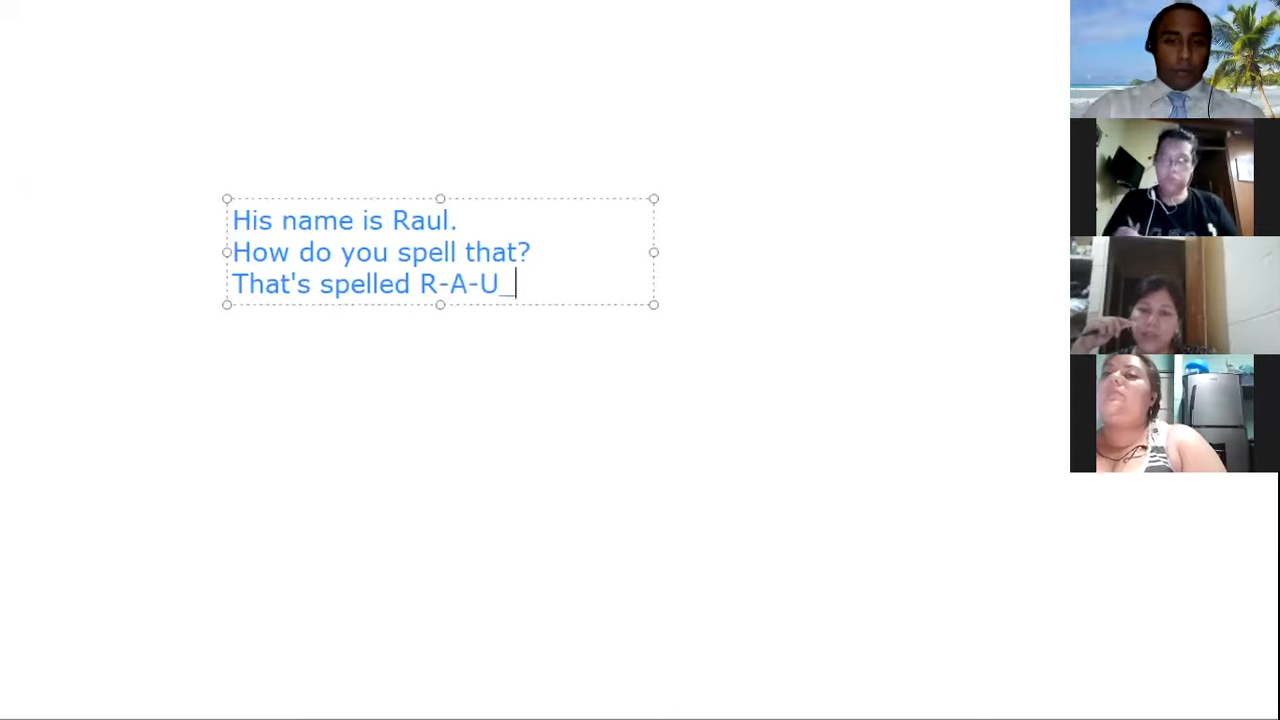 His name is Raul.
How do you spell that?
That's spelled R-A-U_